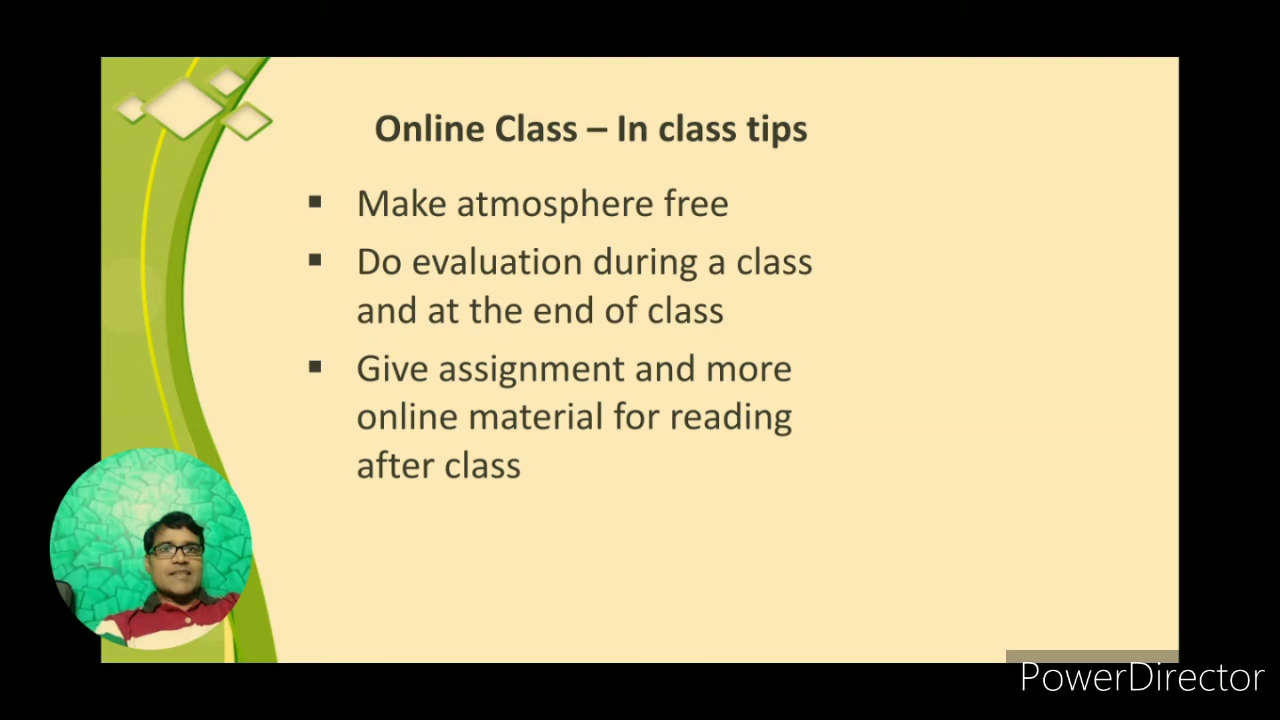 Online Class – In class tips
▪ Make atmosphere free
▪ Do evaluation during a class
and at the end of class
▪ Give assignment and more
online material for reading
after class
PowerDirector